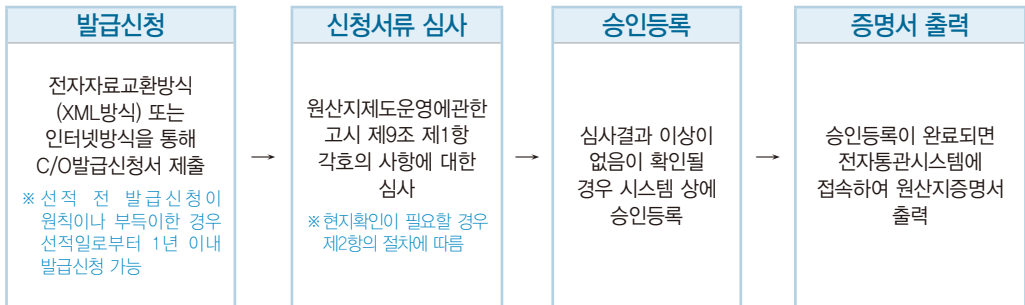 발급신청
전자자료교환방식
(XML방식) 또는
인터넷방식을 통해
C/O발급신청서 제출
※ 선적 전 발급신청이
원칙이나 부득이한 경우
선적일로부터 1년 이내
발급신청 가능
→
신청서류 심사
원산지제도운영에관한
고시 제9조 제1항
각호의 사항에 대한
심사
※ 현지확인이 필요할 경우
제2항의 절차에 따름
→
승인등록
심사결과 이상이
없음이 확인될
경우 시스템 상에
승인등록
→
증명서 출력
승인등록이 완료되면
전자통관시스템에
접속하여 원산지증명서
출력